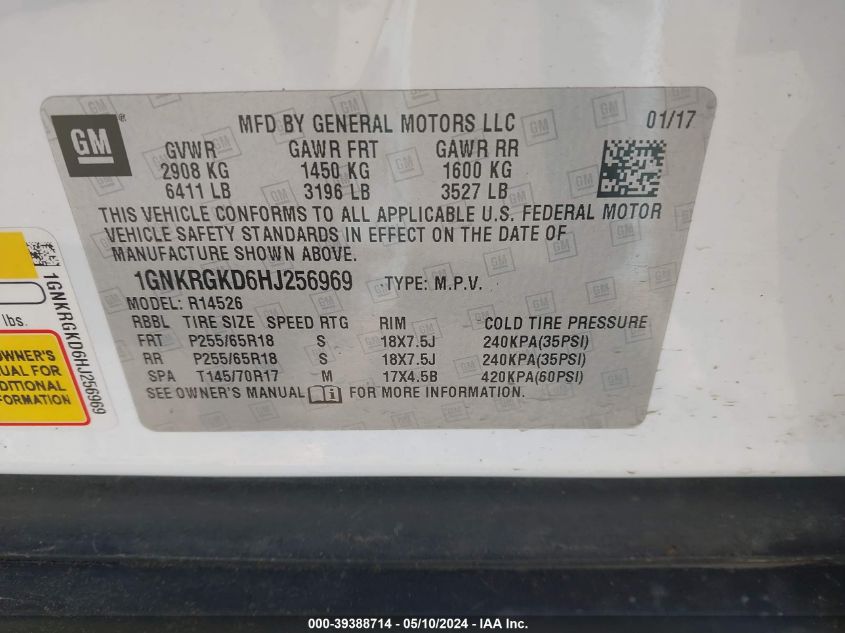 GM ®
MFD BY GENERAL MOTORS LLC 01/17
GVWR GAWR FRT GAWR RR
2908 KG 1450 KG 1600 KG
6411 LB 3196 LB 3527 LB
THIS VEHICLE CONFORMS TO ALL APPLICABLE U.S. FEDERAL MOTOR
VEHICLE SAFETY STANDARDS IN EFFECT ON THE DATE OF
MANUFACTURE SHOWN ABOVE.
1GNKRGKD6HJ256969 TYPE: M.P.V.
MODEL: R14526
RBBL TIRE SIZE SPEED RTG RIM COLD TIRE PRESSURE
FRT P255/65R18 S 18X7.5J 240KPA(35PSI)
RR P255/65R18 S 18X7.5J 240KPA(35PSI)
SPA T145/70R17 M 17X4.5B 420KPA(60PSI)
SEE OWNER'S MANUAL FOR MORE INFORMATION.
1GNKRGKD6HJ256969
lbs.
OWNER'S
FOR
000-39388714 - 05/10/2024 - IAA Inc.